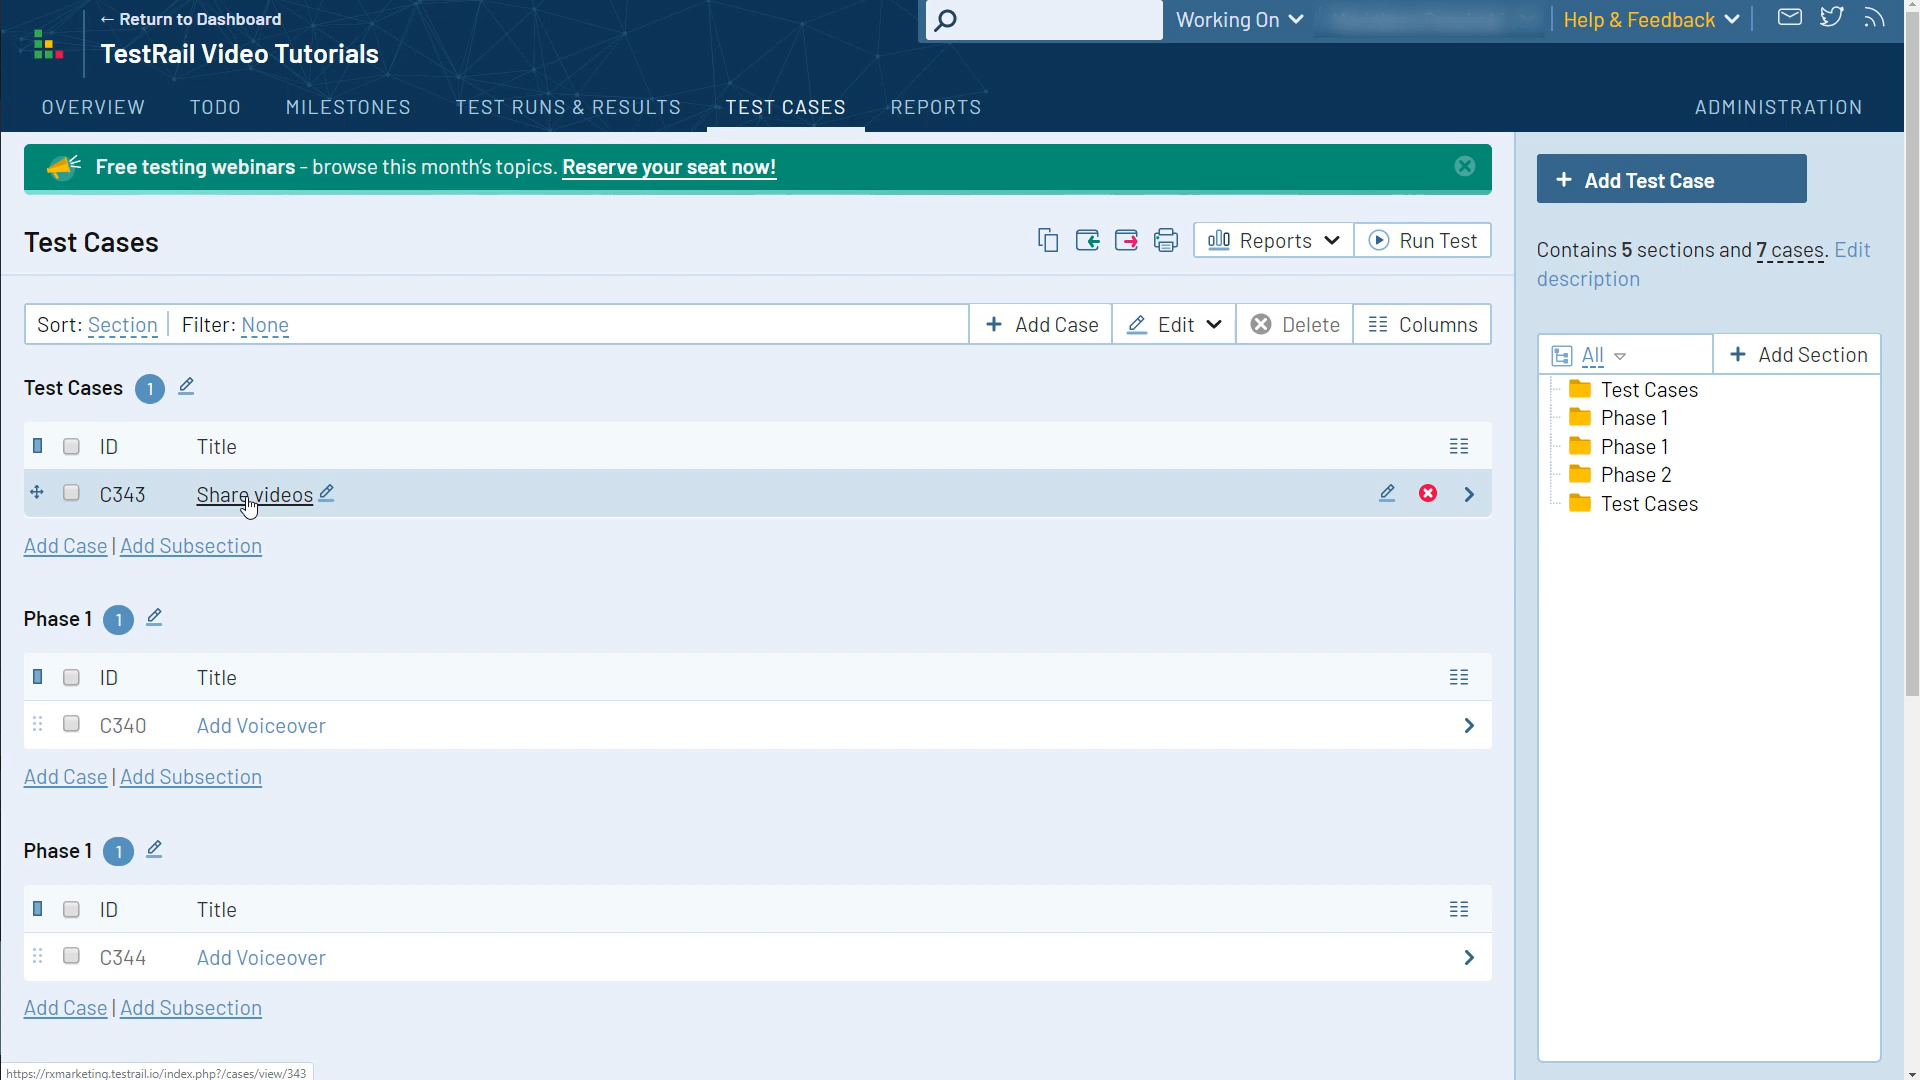 ← Return to Dashboard
TestRail Video Tutorials
Working On
Help & Feedback
OVERVIEW TODO MILESTONES TEST RUNS & RESULTS TEST CASES REPORTS ADMINISTRATION
Free testing webinars - browse this month's topics. Reserve your seat now!
+ Add Test Case
Test Cases
Reports
Run Test
Contains 5 sections and 7 cases. Edit
description
Sort: Section | Filter: None
+ Add Case
Edit
Delete
Columns
All
+ Add Section
Test Cases
Phase 1
Phase 1
Phase 2
Test Cases
Test Cases 1
ID Title
C343 Share videos
Add Case | Add Subsection
Phase 1 1
ID Title
C340 Add Voiceover
Add Case | Add Subsection
Phase 1 1
ID Title
C344 Add Voiceover
Add Case | Add Subsection
https://rxmarketing.testrail.io/index.php?/cases/view/343